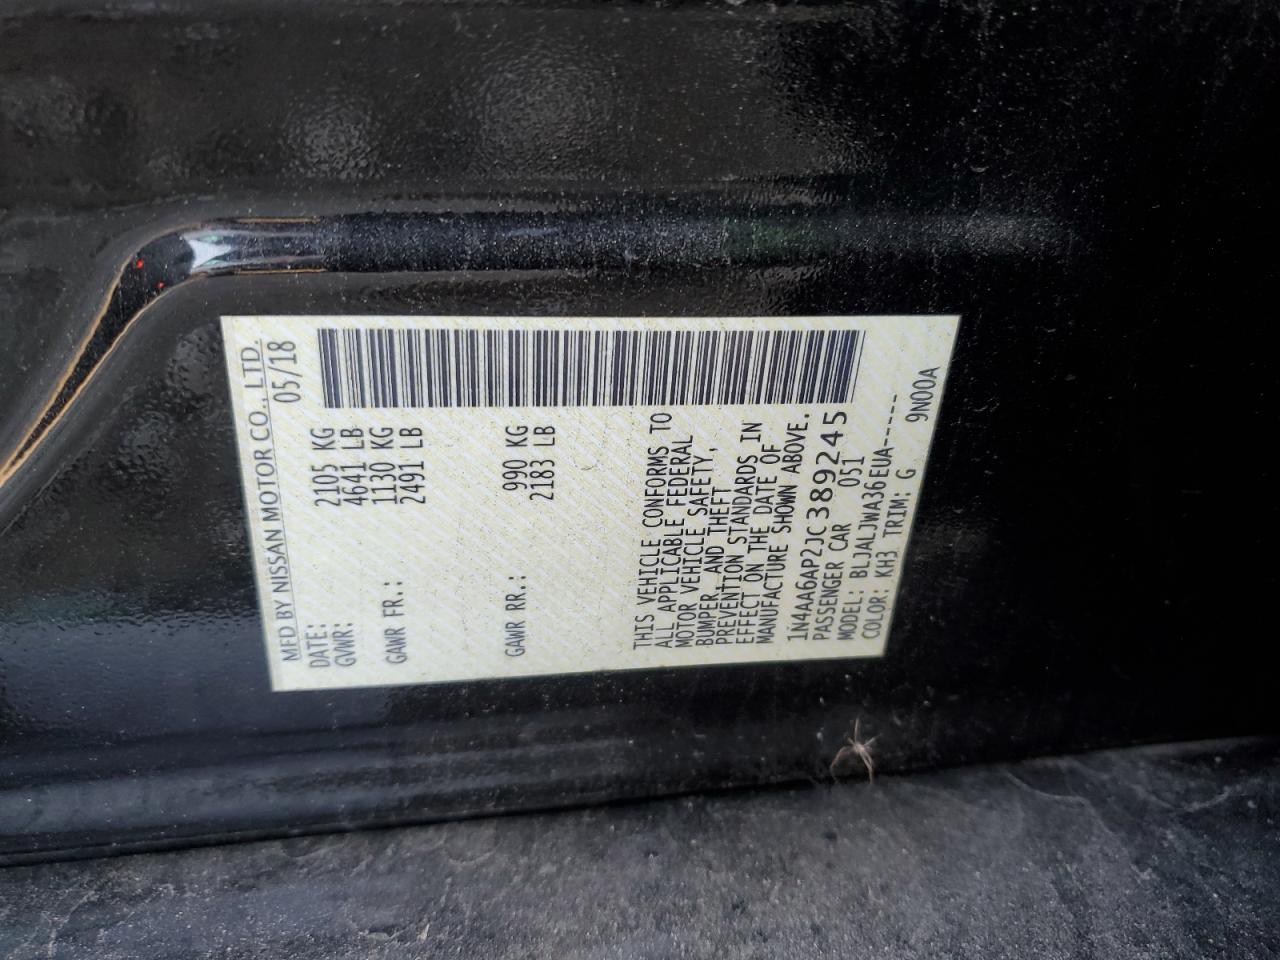 MFD BY NISSAN MOTOR CO., LTD.
DATE: 05/18
GVWR: 2105 KG
4641 LB
GAWR FR.: 1130 KG
2491 LB
GAWR RR.: 990 KG
2183 LB
THIS VEHICLE CONFORMS TO
ALL APPLICABLE FEDERAL
MOTOR VEHICLE SAFETY,
BUMPER, AND THEFT
PREVENTION STANDARDS IN
EFFECT ON THE DATE OF
MANUFACTURE SHOWN ABOVE.
1N4AA6AP2JC389245
PASSENGER CAR 051
MODEL: BLJALJWA36EUA------
COLOR: KH3 TRIM: G 9N00A